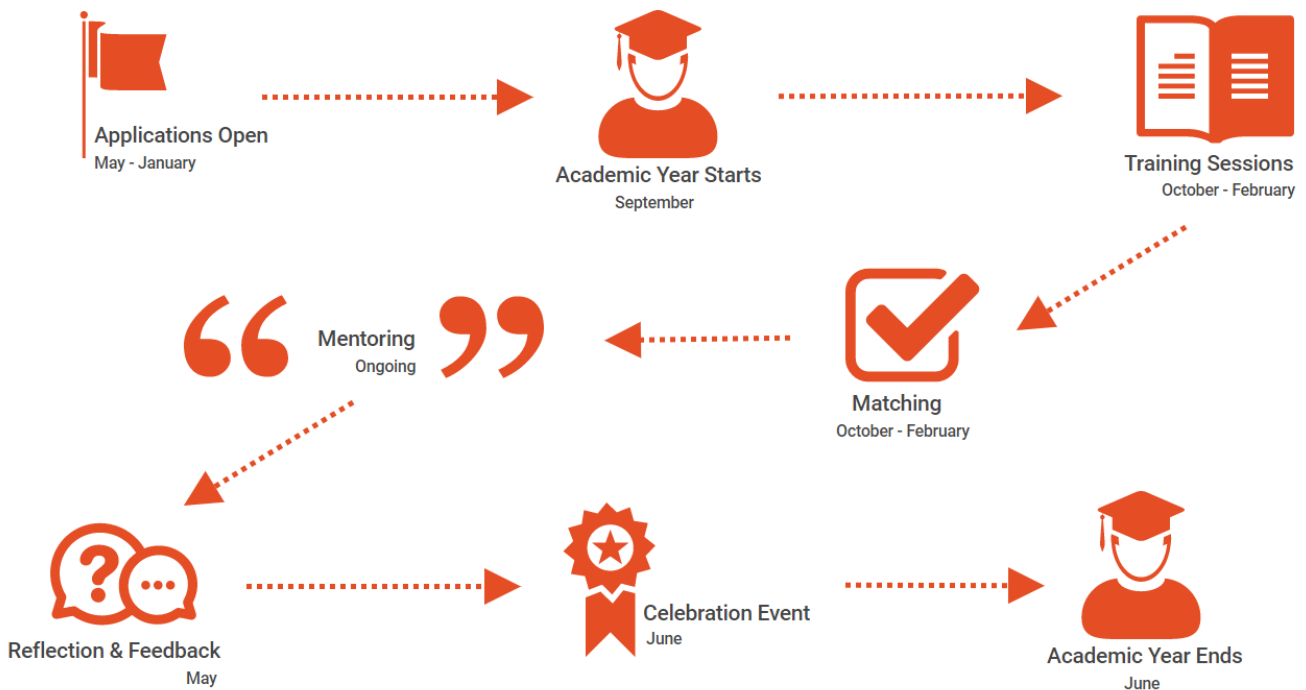 Applications Open
May - January
Academic Year Starts
September
Training Sessions
October - February
Matching
October - February
Mentoring
Ongoing
Reflection & Feedback
May
Celebration Event
June
Academic Year Ends
June